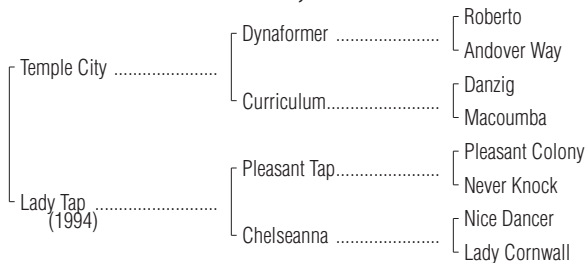 Roberto
Dynaformer ....................
Andover Way
Temple City ....................
Danzig
Curriculum......................
Macoumba
Pleasant Colony
Pleasant Tap....................
Never Knock
Lady Tap .......................
(1994)
Nice Dancer
Chelseanna ....................
Lady Cornwall